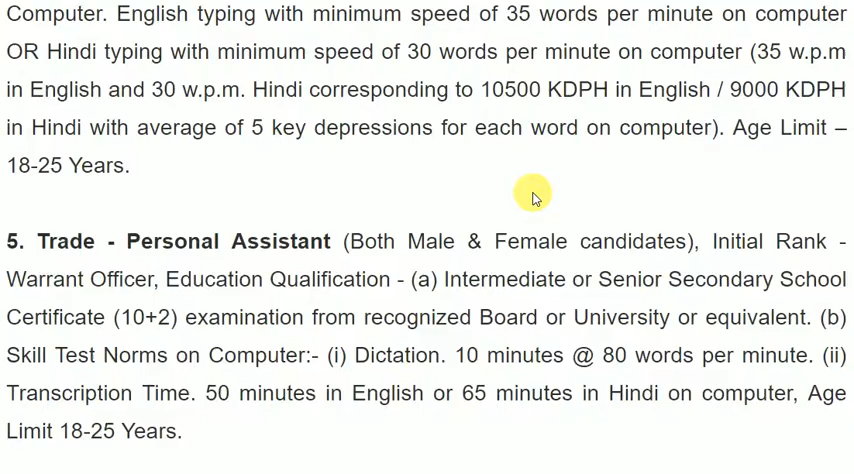 Computer. English typing with minimum speed of 35 words per minute on computer
OR Hindi typing with minimum speed of 30 words per minute on computer (35 w.p.m
in English and 30 w.p.m. Hindi corresponding to 10500 KDPH in English / 9000 KDPH
in Hindi with average of 5 key depressions for each word on computer). Age Limit –
18-25 Years.
5. Trade - Personal Assistant (Both Male & Female candidates), Initial Rank -
Warrant Officer, Education Qualification - (a) Intermediate or Senior Secondary School
Certificate (10+2) examination from recognized Board or University or equivalent. (b)
Skill Test Norms on Computer:- (i) Dictation. 10 minutes @ 80 words per minute. (ii)
Transcription Time. 50 minutes in English or 65 minutes in Hindi on computer, Age
Limit 18-25 Years.